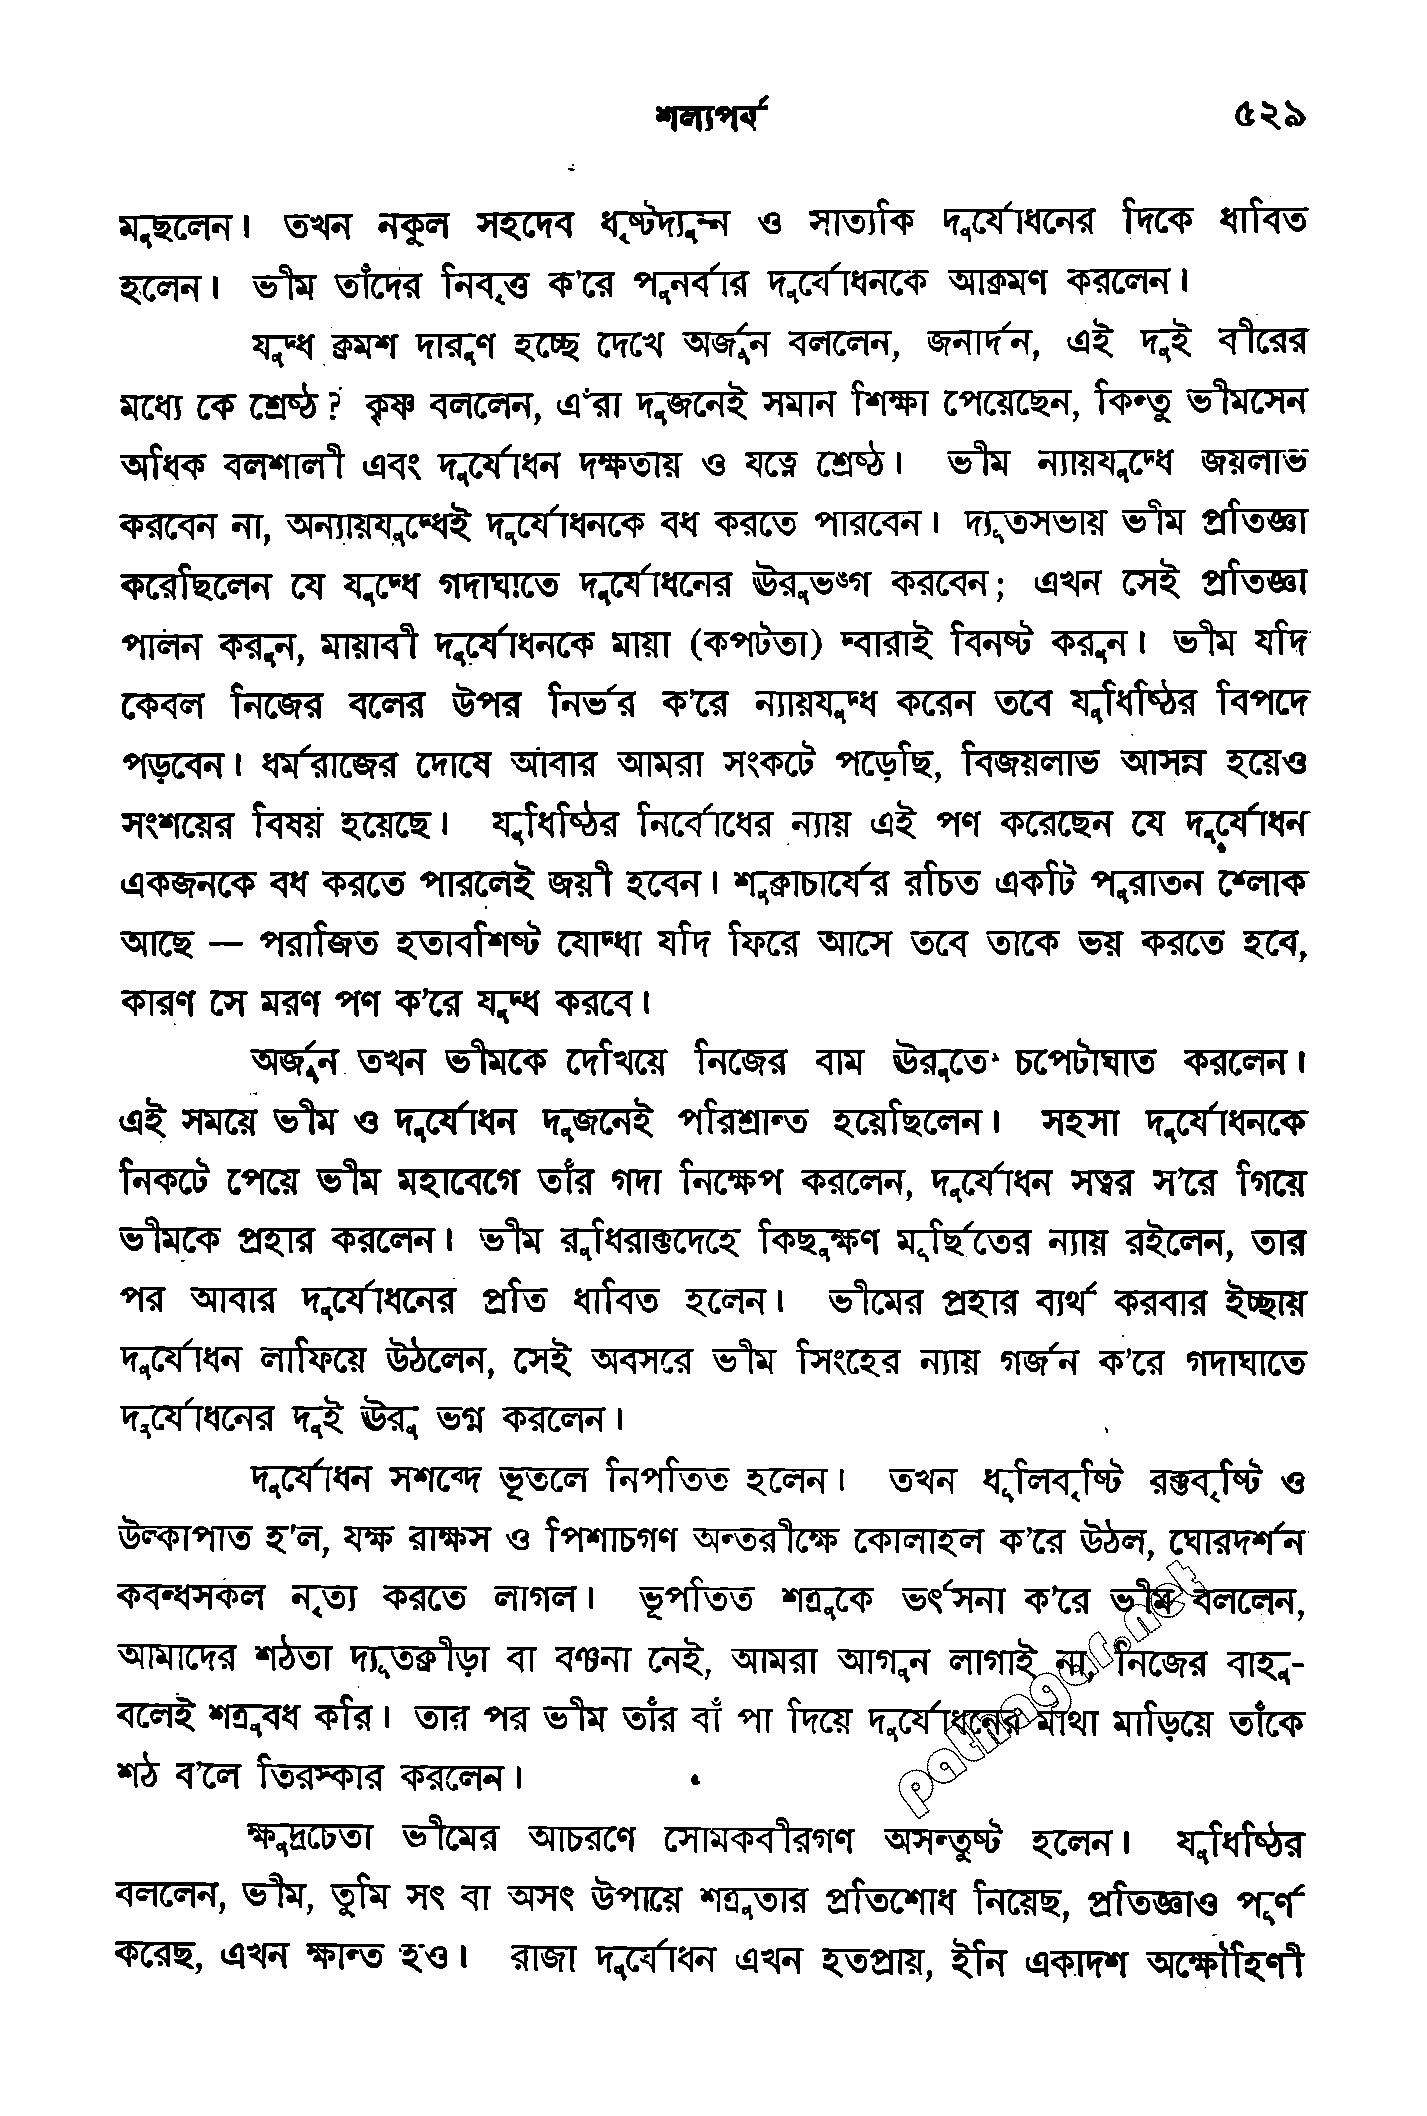 শল্যপর্ব ৫২৯
মুছলেন। তখন নকুল সহদেব ধৃষ্টদ্যুম্ন ও সাত্যকি দুর্যোধনের দিকে ধাবিত
হলেন। ভীম তাঁদের নিবৃত্ত ক'রে পুনর্বার দুর্যোধনকে আক্রমণ করলেন।
যুদ্ধ ক্রমশ দারুণ হচ্ছে দেখে অর্জুন বললেন, জনার্দন, এই দুই বীরের
মধ্যে কে শ্রেষ্ঠ? কৃষ্ণ বললেন, এঁরা দুজনেই সমান শিক্ষা পেয়েছেন, কিন্তু ভীমসেন
অধিক বলশালী এবং দুর্যোধন দক্ষতায় ও যত্নে শ্রেষ্ঠ। ভীম ন্যায়যুদ্ধে জয়লাভ
করবেন না, অন্যায়যুদ্ধেই দুর্যোধনকে বধ করতে পারবেন। দ্যূতসভায় ভীম প্রতিজ্ঞা
করেছিলেন যে যুদ্ধে গদাঘাতে দুর্যোধনের ঊরুভঙ্গ করবেন; এখন সেই প্রতিজ্ঞা
পালন করুন, মায়াবী দুর্যোধনকে মায়া (কপটতা) দ্বারাই বিনষ্ট করুন। ভীম যদি
কেবল নিজের বলের উপর নির্ভর ক'রে ন্যায়যুদ্ধ করেন তবে যুধিষ্ঠির বিপদে
পড়বেন। ধর্মরাজের দোষে আবার আমরা সংকটে পড়েছি, বিজয়লাভ আসন্ন হয়েও
সংশয়ের বিষয় হয়েছে। যুধিষ্ঠির নির্বোধের ন্যায় এই পণ করেছেন যে দুর্যোধন
একজনকে বধ করতে পারলেই জয়ী হবেন। শুক্রাচার্যের রচিত একটি পুরাতন শ্লোক
আছে — পরাজিত হতাবশিষ্ট যোদ্ধা যদি ফিরে আসে তবে তাকে ভয় করতে হবে,
কারণ সে মরণ পণ ক'রে যুদ্ধ করবে।
অর্জুন তখন ভীমকে দেখিয়ে নিজের বাম ঊরুতে চপেটাঘাত করলেন।
এই সময়ে ভীম ও দুর্যোধন দুজনেই পরিশ্রান্ত হয়েছিলেন। সহসা দুর্যোধনকে
নিকটে পেয়ে ভীম মহাবেগে তাঁর গদা নিক্ষেপ করলেন, দুর্যোধন সত্বর স'রে গিয়ে
ভীমকে প্রহার করলেন। ভীম রুধিরাক্তদেহে কিছুক্ষণ মূর্ছিতের ন্যায় রইলেন, তার
পর আবার দুর্যোধনের প্রতি ধাবিত হলেন। ভীমের প্রহার ব্যর্থ করবার ইচ্ছায়
দুর্যোধন লাফিয়ে উঠলেন, সেই অবসরে ভীম সিংহের ন্যায় গর্জন ক'রে গদাঘাতে
দুর্যোধনের দুই ঊরু ভগ্ন করলেন।
দুর্যোধন সশব্দে ভূতলে নিপতিত হলেন। তখন ধূলিবৃষ্টি রক্তবৃষ্টি ও
উল্কাপাত হ'ল, যক্ষ রাক্ষস ও পিশাচগণ অন্তরীক্ষে কোলাহল ক'রে উঠল, ঘোরদর্শন
কবন্ধসকল নৃত্য করতে লাগল। ভূপতিত শত্রুকে ভর্ৎসনা ক'রে ভীম বললেন,
আমাদের শঠতা দ্যূতক্রীড়া বা বঞ্চনা নেই, আমরা আগুন লাগাই না, নিজের বাহু-
বলেই শত্রুবধ করি। তার পর ভীম তাঁর বাঁ পা দিয়ে দুর্যোধনের মাথা মাড়িয়ে তাঁকে
শঠ ব'লে তিরস্কার করলেন।
ক্ষুদ্রচেতা ভীমের আচরণে সোমকবীরগণ অসন্তুষ্ট হলেন। যুধিষ্ঠির
বললেন, ভীম, তুমি সৎ বা অসৎ উপায়ে শত্রুতার প্রতিশোধ নিয়েছ, প্রতিজ্ঞাও পূর্ণ
করেছ, এখন ক্ষান্ত হও। রাজা দুর্যোধন এখন হতপ্রায়, ইনি একাদশ অক্ষৌহিণী
pathagar.net